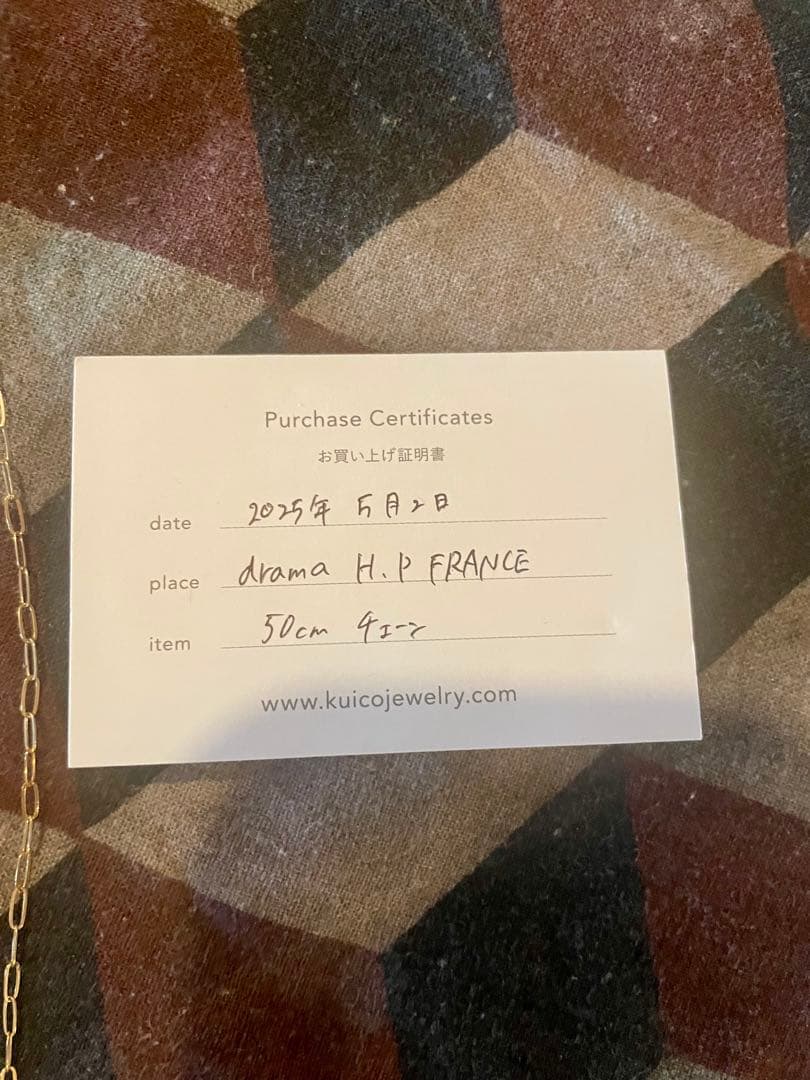 Purchase Certificates
お買い上げ証明書
date 2025年 5月2日
place drama H.P FRANCE
item 50cm チェーン
www.kuicojewelry.com